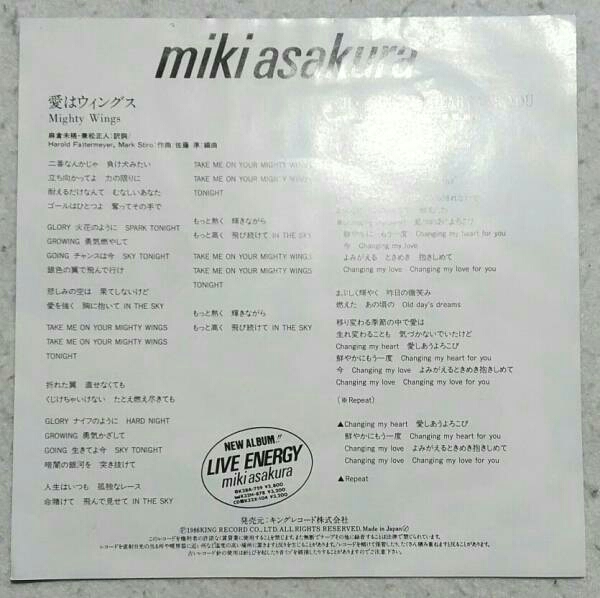 miki asakura
愛はウィングス
Mighty Wings
麻倉未稀・兼松正人:訳詞/
Harold Faltermeyer, Mark Stiro:作曲/佐藤 準:編曲
二番なんかじゃ 負け犬みたい
立ち向かってよ 力の限りに
耐えるだけなんて むなしいあなた
ゴールはひとつよ 奪ってその手で
GLORY 火花のように SPARK TONIGHT
GROWING 勇気燃やして
GOING チャンスは今 SKY TONIGHT
銀色の翼で飛んで行け
悲しみの空は 果てしないけど
愛を強く 胸に抱いて IN THE SKY
TAKE ME ON YOUR MIGHTY WINGS
TAKE ME ON YOUR MIGHTY WINGS
TONIGHT
折れた翼 直せなくても
くじけちゃいけない たとえ燃え尽きても
GLORY ナイフのように HARD NIGHT
GROWING 勇気かざして
GOING 生きてよ今 SKY TONIGHT
暗闇の銀河を 突き抜けて
人生はいつも 孤独なレース
命賭けて 飛んで見せて IN THE SKY
TAKE ME ON YOUR MIGHTY WINGS
TAKE ME ON YOUR MIGHTY WINGS
TONIGHT
もっと熱く 輝きながら
もっと高く 飛び続けて IN THE SKY
TAKE ME ON YOUR MIGHTY WINGS
TAKE ME ON YOUR MIGHTY WINGS
TONIGHT
もっと熱く 輝きながら
もっと高く 飛び続けて IN THE SKY
YOU
鮮やかにもう一度 Changing my heart for you
今 Changing my love
よみがえる ときめき 抱きしめて
Changing my love Changing my love for you
まぶしく輝やく 昨日の微笑み
燃えた あの頃の Old day's dreams
移り変わる季節の中で愛は
生れ変わることも 気づかないでいたけど
Changing my heart 愛しあうよろこび
鮮やかにもう一度 Changing my heart for you
今 Changing my love よみがえるときめき抱きしめて
Changing my love Changing my love for you
(※Repeat)
▲Changing my heart 愛しあうよろこび
鮮やかにもう一度 Changing my heart for you
Changing my love よみがえるときめき抱きしめて
Changing my love Changing my love for you
▲Repeat
NEW ALBUM!!
LIVE ENERGY
miki asakura
発売元:キングレコード株式会社
Ⓟ1986KING RECORD CO.,LTD.ALL RIGHTS RESERVED. Made in Japan